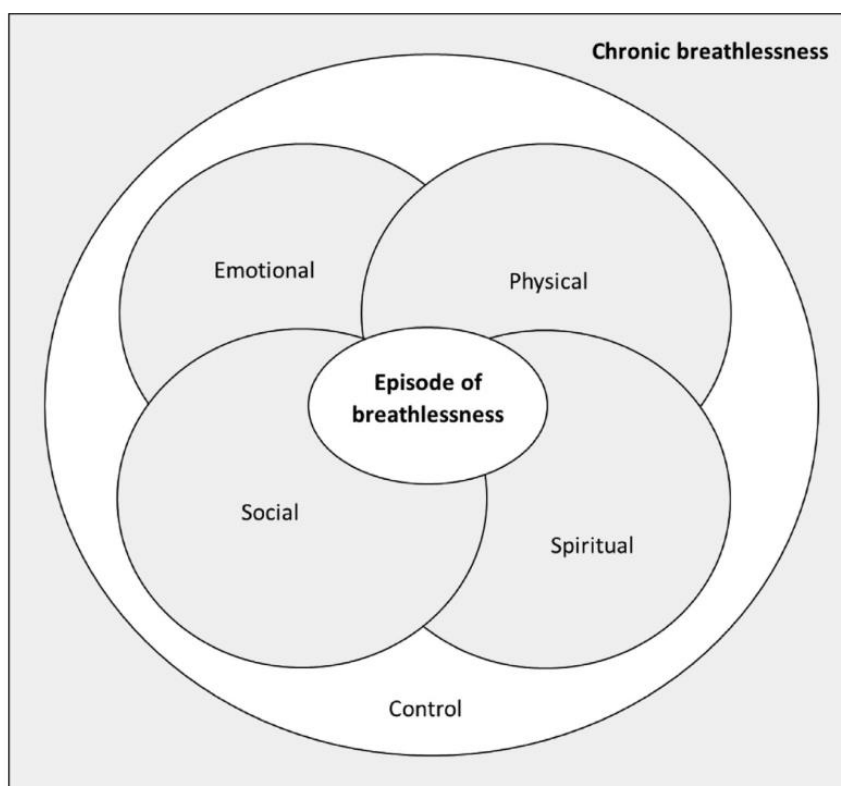 Chronic breathlessness
Emotional
Physical
Episode of
breathlessness
Social
Spiritual
Control